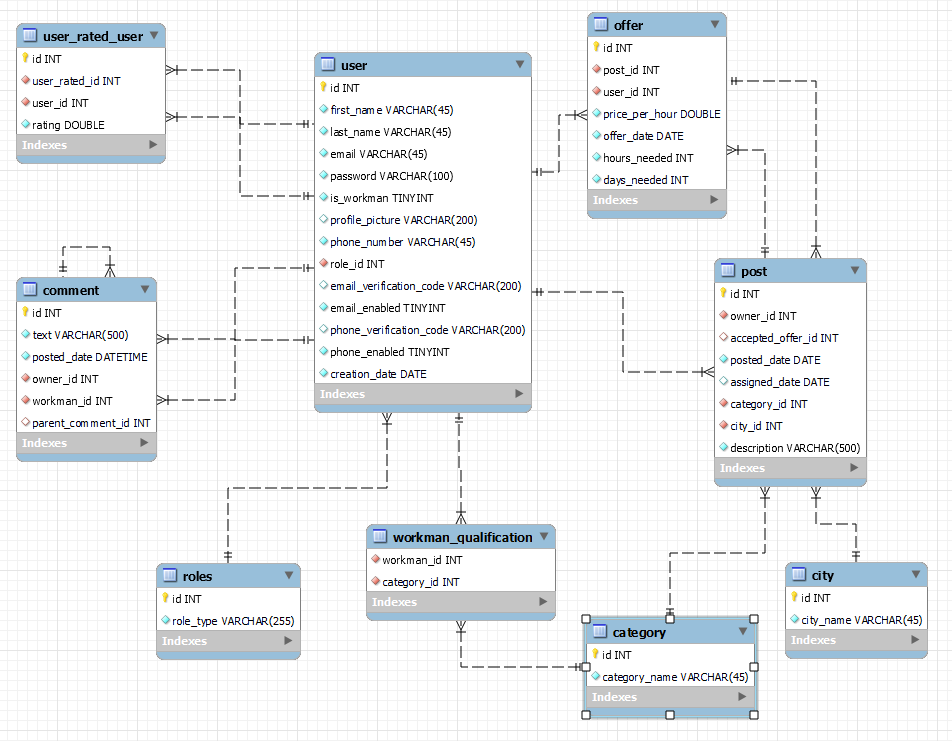 user_rated_user
id INT
user_rated_id INT
user_id INT
rating DOUBLE
Indexes
user
id INT
first_name VARCHAR(45)
last_name VARCHAR(45)
email VARCHAR(45)
password VARCHAR(100)
is_workman TINYINT
profile_picture VARCHAR(200)
phone_number VARCHAR(45)
role_id INT
email_verification_code VARCHAR(200)
email_enabled TINYINT
phone_verification_code VARCHAR(200)
phone_enabled TINYINT
creation_date DATE
Indexes
offer
id INT
post_id INT
user_id INT
price_per_hour DOUBLE
offer_date DATE
hours_needed INT
days_needed INT
Indexes
comment
id INT
text VARCHAR(500)
posted_date DATETIME
owner_id INT
workman_id INT
parent_comment_id INT
Indexes
post
id INT
owner_id INT
accepted_offer_id INT
posted_date DATE
assigned_date DATE
category_id INT
city_id INT
description VARCHAR(500)
Indexes
roles
id INT
role_type VARCHAR(255)
Indexes
workman_qualification
workman_id INT
category_id INT
Indexes
category
id INT
category_name VARCHAR(45)
Indexes
city
id INT
city_name VARCHAR(45)
Indexes